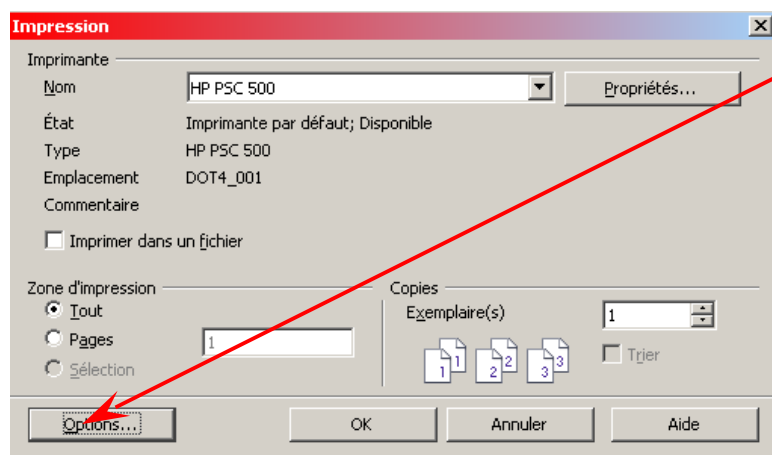 Impression
Imprimante
Nom HP PSC 500 Propriétés...
État Imprimante par défaut; Disponible
Type HP PSC 500
Emplacement DOT4_001
Commentaire
Imprimer dans un fichier
Zone d'impression Copies
Tout Exemplaire(s) 1
Pages 1
1 1 2 2 3 3 Trier
Sélection
Options... OK Annuler Aide